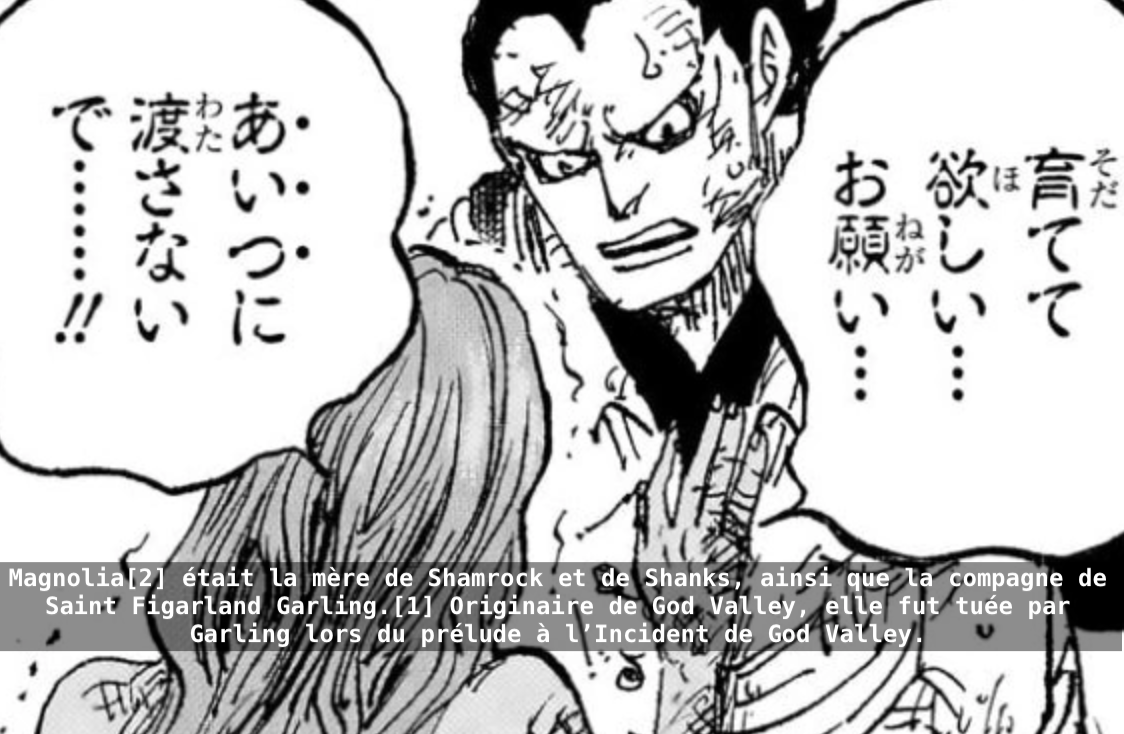 育てて
欲しい…
お願い…
あいつに
渡さない
で……‼
Magnolia[2] était la mère de Shamrock et de Shanks, ainsi que la compagne de
Saint Figarland Garling.[1] Originaire de God Valley, elle fut tuée par
Garling lors du prélude à l’Incident de God Valley.